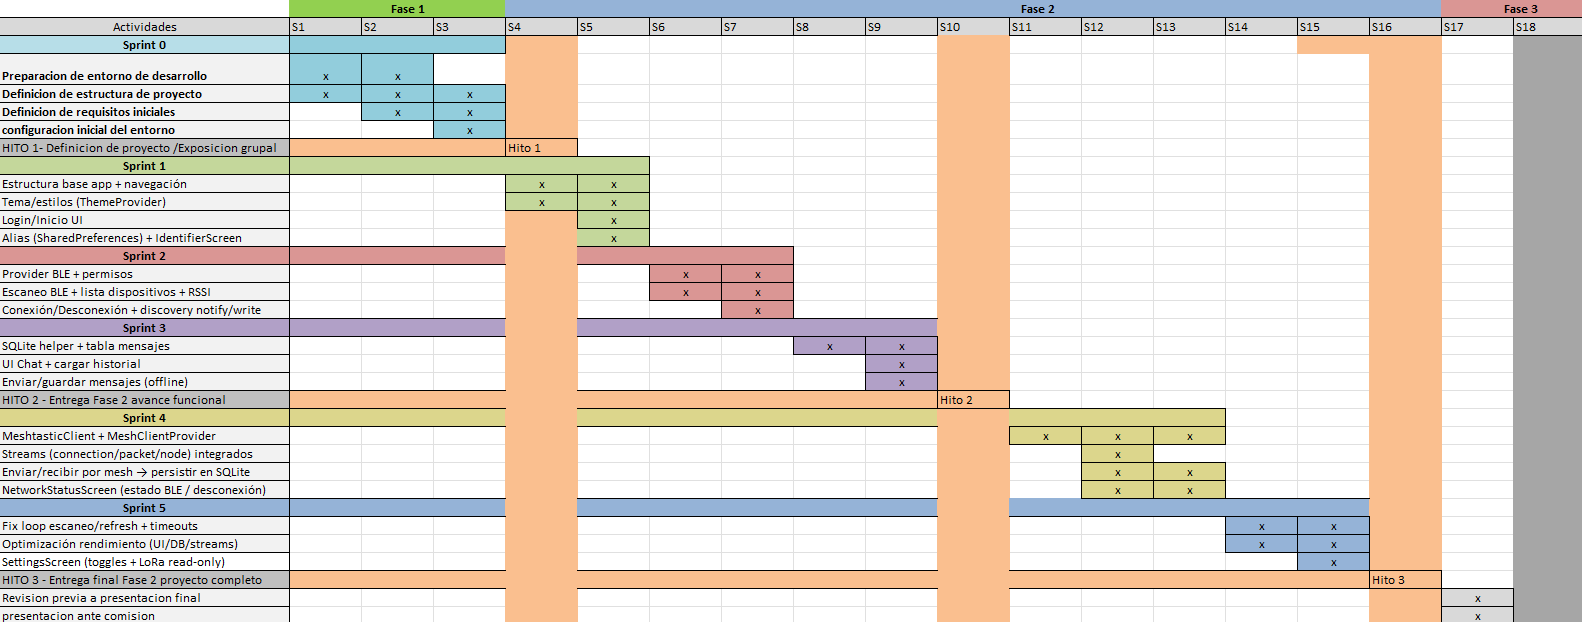 Fase 1 Fase 2 Fase 3
Actividades S1 S2 S3 S4 S5 S6 S7 S8 S9 S10 S11 S12 S13 S14 S15 S16 S17 S18
Sprint 0
Preparacion de entorno de desarrollo x x
Definicion de estructura de proyecto x x x
Definicion de requisitos iniciales x x
configuracion inicial del entorno x
HITO 1- Definicion de proyecto /Exposicion grupal Hito 1
Sprint 1
Estructura base app + navegación x x
Tema/estilos (ThemeProvider) x x
Login/Inicio UI x
Alias (SharedPreferences) + IdentifierScreen x
Sprint 2
Provider BLE + permisos x x
Escaneo BLE + lista dispositivos + RSSI x x
Conexión/Desconexión + discovery notify/write x
Sprint 3
SQLite helper + tabla mensajes x x
UI Chat + cargar historial x
Enviar/guardar mensajes (offline) x
HITO 2 - Entrega Fase 2 avance funcional Hito 2
Sprint 4
MeshtasticClient + MeshClientProvider x x x
Streams (connection/packet/node) integrados x
Enviar/recibir por mesh → persistir en SQLite x x
NetworkStatusScreen (estado BLE / desconexión) x x
Sprint 5
Fix loop escaneo/refresh + timeouts x x
Optimización rendimiento (UI/DB/streams) x x
SettingsScreen (toggles + LoRa read-only) x
HITO 3 - Entrega final Fase 2 proyecto completo Hito 3
Revision previa a presentacion final x
presentacion ante comision x